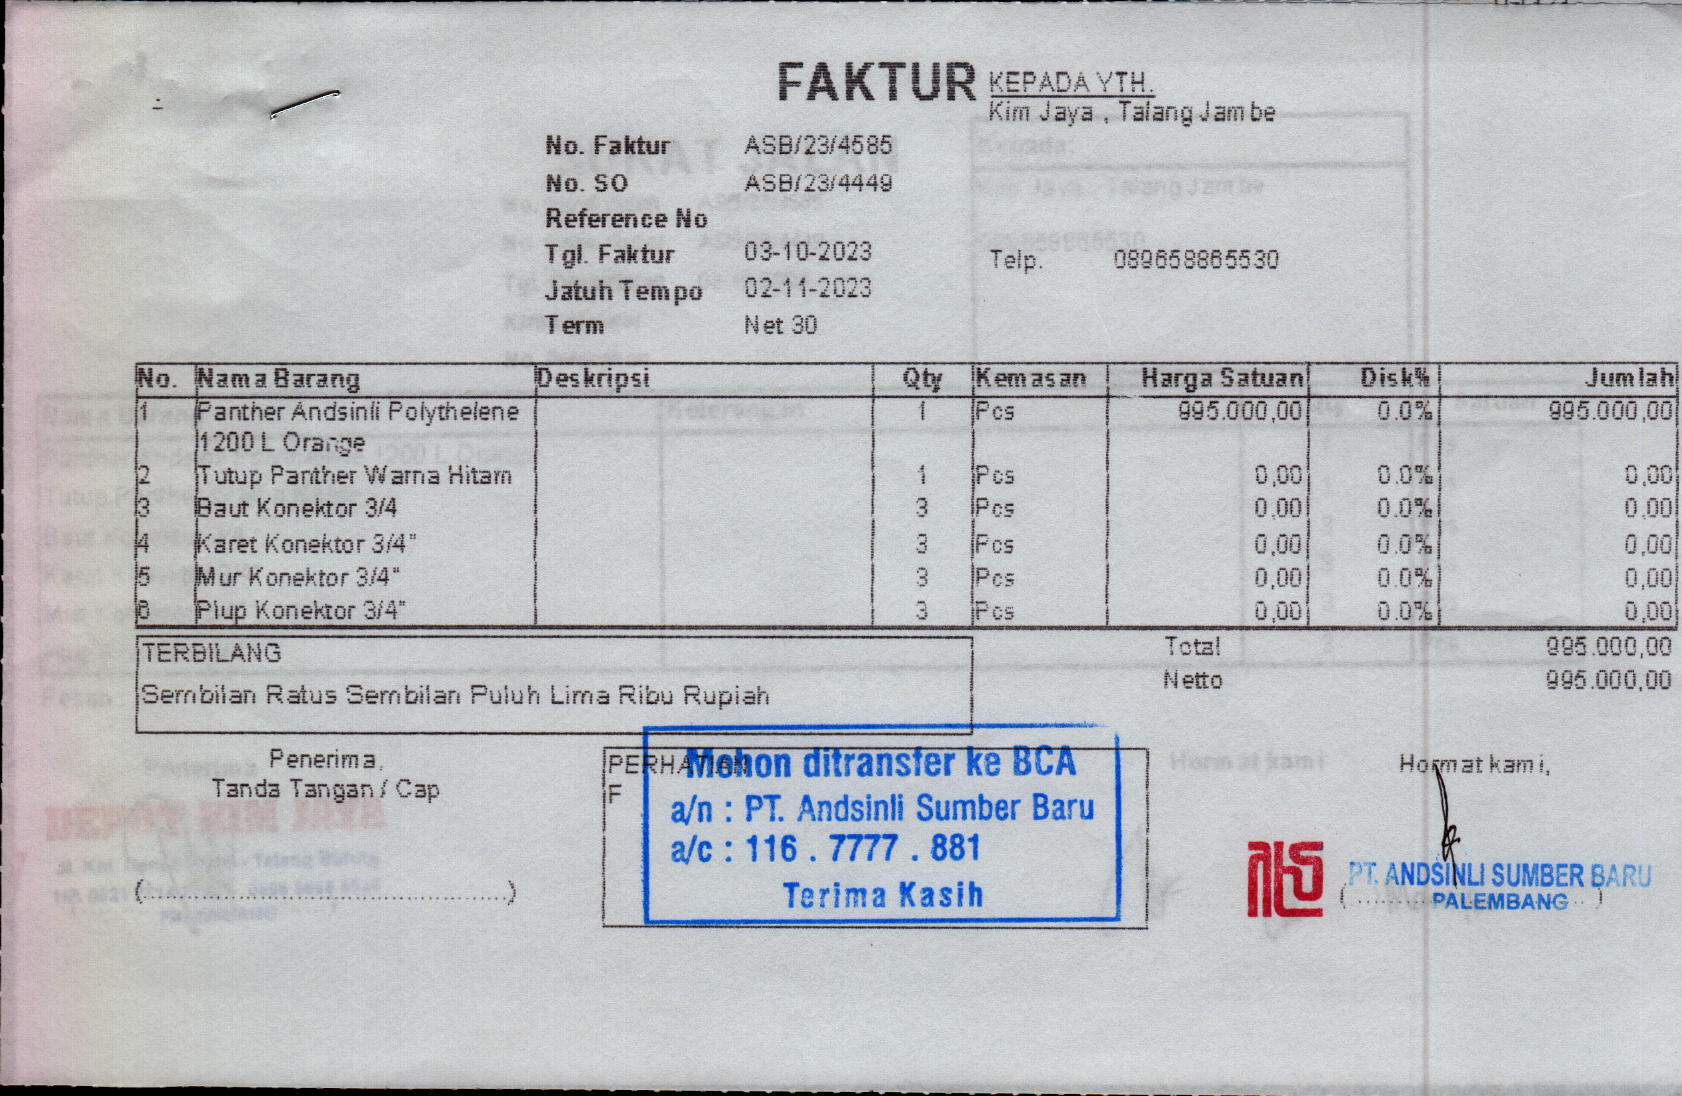 FAKTUR
KEPADA YTH.
Kim Jaya , Talang Jambe
No. Faktur ASB/23/4585
No. SO ASB/23/4449
Reference No
Tgl. Faktur 03-10-2023
Telp. 089658865530
Jatuh Tempo 02-11-2023
Term Net 30
No. Nama Barang Deskripsi Qty Kemasan Harga Satuan Disk% Jumlah
1 Panther Andsinli Polythelene 1 Pcs 995.000,00 0.0% 995.000,00
1200 L Orange
2 Tutup Panther Warna Hitam 1 Pcs 0,00 0.0% 0,00
3 Baut Konektor 3/4 3 Pcs 0,00 0.0% 0,00
4 Karet Konektor 3/4" 3 Pcs 0,00 0.0% 0,00
5 Mur Konektor 3/4" 3 Pcs 0,00 0.0% 0,00
6 Plup Konektor 3/4" 3 Pcs 0,00 0.0% 0,00
TERBILANG
Sembilan Ratus Sembilan Puluh Lima Ribu Rupiah
Total 995.000,00
Netto 995.000,00
Penerima,
Tanda Tangan / Cap
(..............................................)
PERHATIAN
F
Mohon ditransfer ke BCA
a/n : PT. Andsinli Sumber Baru
a/c : 116 . 7777 . 881
Terima Kasih
Hormat kami,
PT. ANDSINLI SUMBER BARU
PALEMBANG